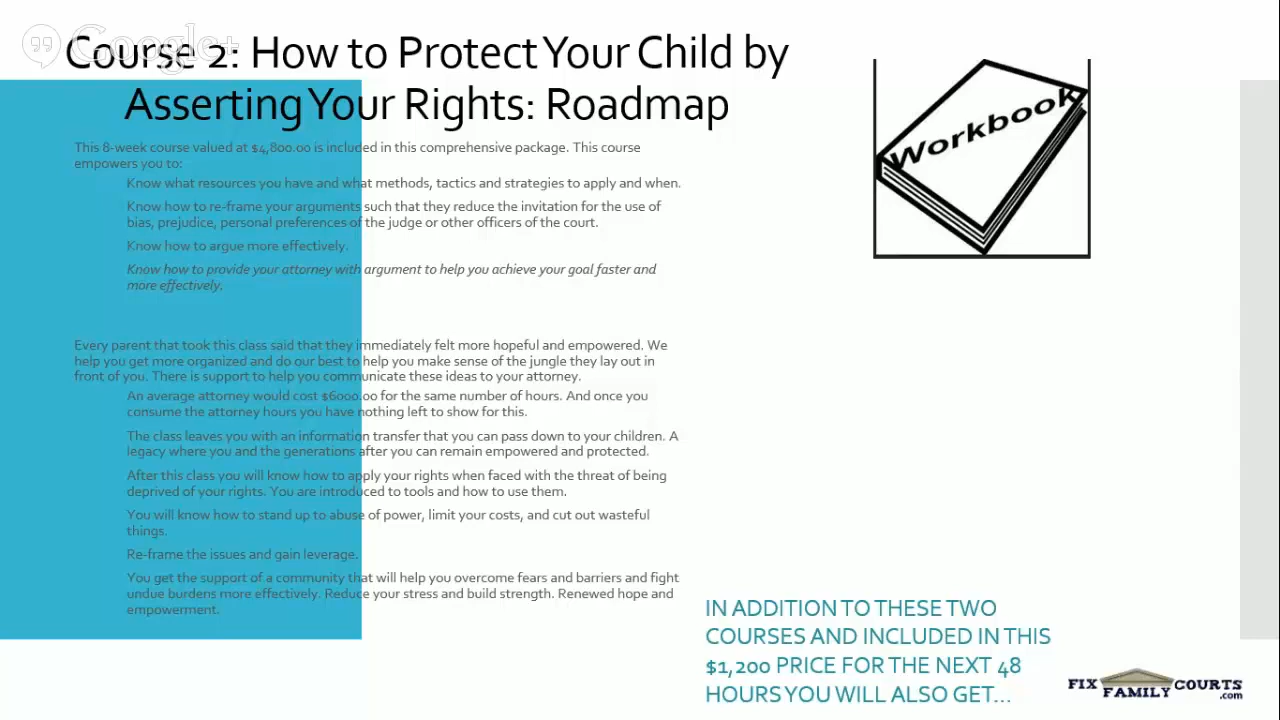 Google+
Course 2: How to Protect Your Child by
Asserting Your Rights: Roadmap
Workbook
This 8-week course valued at $4,800.00 is included in this comprehensive package. This course
empowers you to:
Know what resources you have and what methods, tactics and strategies to apply and when.
Know how to re-frame your arguments such that they reduce the invitation for the use of
bias, prejudice, personal preferences of the judge or other officers of the court.
Know how to argue more effectively.
Know how to provide your attorney with argument to help you achieve your goal faster and
more effectively.
Every parent that took this class said that they immediately felt more hopeful and empowered. We
help you get more organized and do our best to help you make sense of the jungle they lay out in
front of you. There is support to help you communicate these ideas to your attorney.
An average attorney would cost $6000.00 for the same number of hours. And once you
consume the attorney hours you have nothing left to show for this.
The class leaves you with an information transfer that you can pass down to your children. A
legacy where you and the generations after you can remain empowered and protected.
After this class you will know how to apply your rights when faced with the threat of being
deprived of your rights. You are introduced to tools and how to use them.
You will know how to stand up to abuse of power, limit your costs, and cut out wasteful
things.
Re-frame the issues and gain leverage.
You get the support of a community that will help you overcome fears and barriers and fight
undue burdens more effectively. Reduce your stress and build strength. Renewed hope and
empowerment.
IN ADDITION TO THESE TWO
COURSES AND INCLUDED IN THIS
$1,200 PRICE FOR THE NEXT 48
HOURS YOU WILL ALSO GET...
FIX FAMILY COURTS
.com